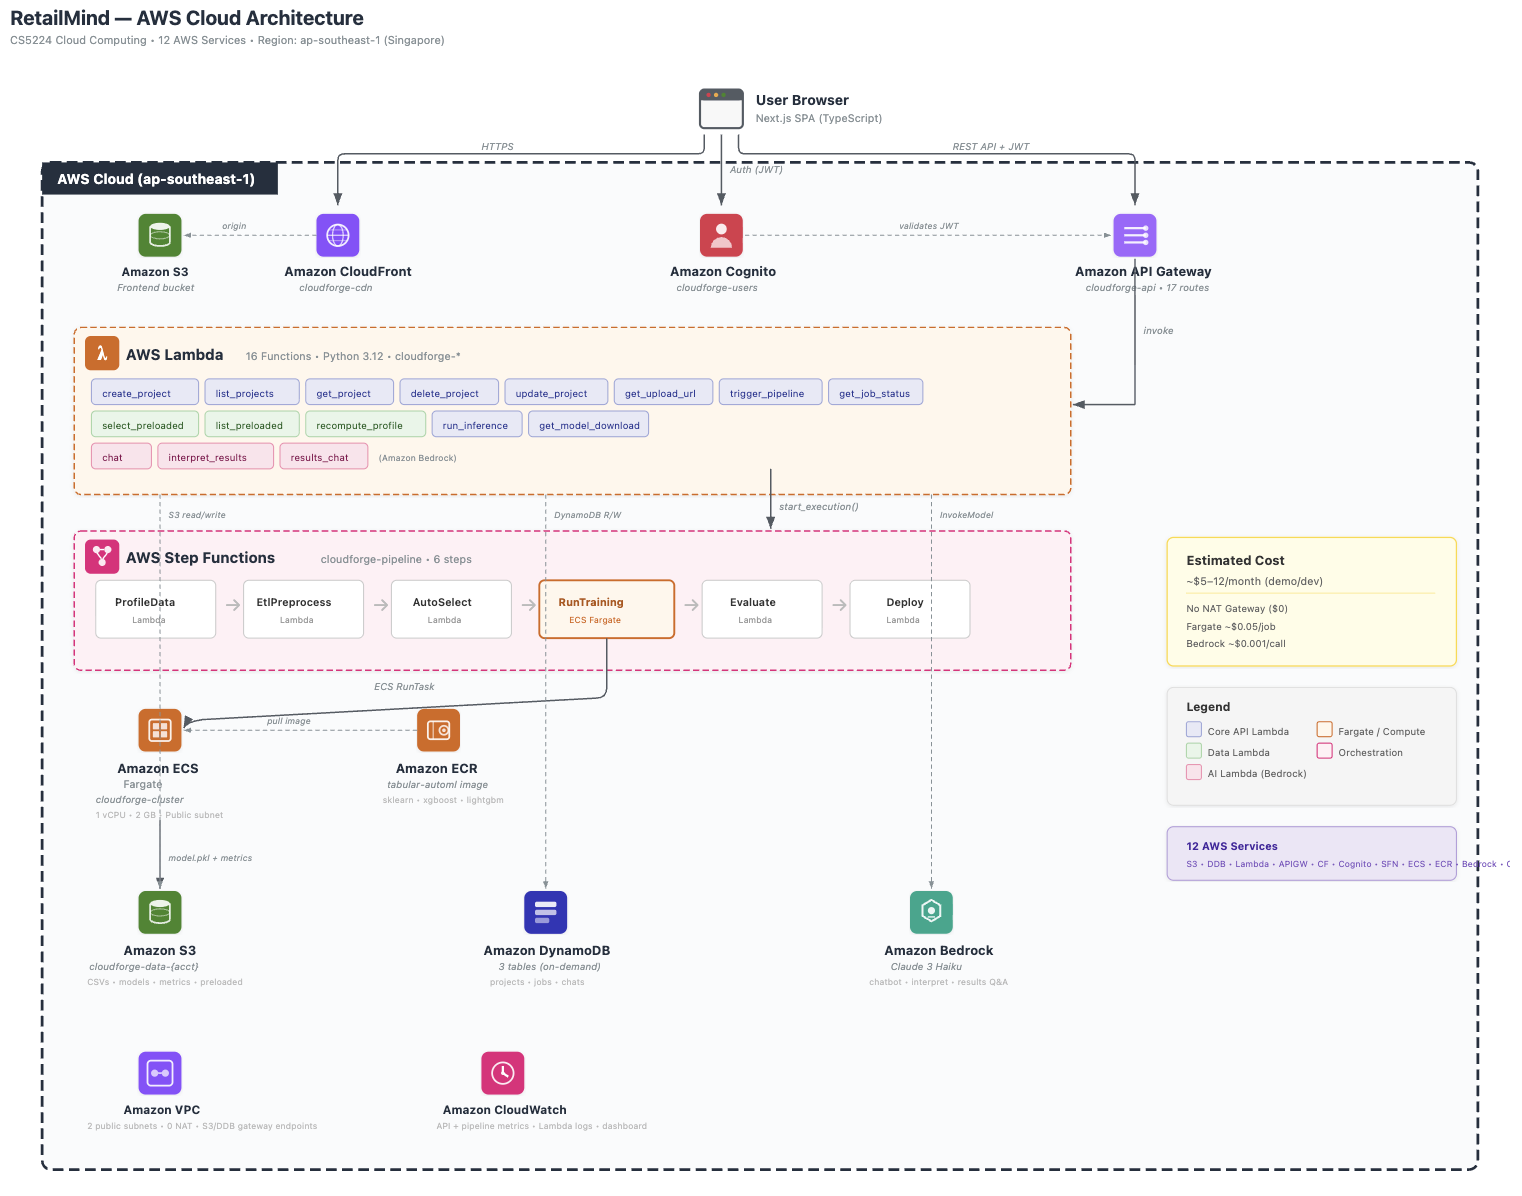 RetailMind — AWS Cloud Architecture
CS5224 Cloud Computing • 12 AWS Services • Region: ap-southeast-1 (Singapore)
User Browser
Next.js SPA (TypeScript)
HTTPS
REST API + JWT
Auth (JWT)
AWS Cloud (ap-southeast-1)
origin
validates JWT
Amazon S3
Frontend bucket
Amazon CloudFront
cloudforge-cdn
Amazon Cognito
cloudforge-users
Amazon API Gateway
cloudforge-api • 17 routes
invoke
AWS Lambda
16 Functions • Python 3.12 • cloudforge-*
create_project
list_projects
get_project
delete_project
update_project
get_upload_url
trigger_pipeline
get_job_status
select_preloaded
list_preloaded
recompute_profile
run_inference
get_model_download
chat
interpret_results
results_chat
(Amazon Bedrock)
S3 read/write
DynamoDB R/W
start_execution()
InvokeModel
AWS Step Functions
cloudforge-pipeline • 6 steps
ProfileData
Lambda
EtlPreprocess
Lambda
AutoSelect
Lambda
RunTraining
ECS Fargate
Evaluate
Lambda
Deploy
Lambda
Estimated Cost
~$5–12/month (demo/dev)
No NAT Gateway ($0)
Fargate ~$0.05/job
Bedrock ~$0.001/call
ECS RunTask
pull image
Amazon ECS
Fargate
cloudforge-cluster
1 vCPU • 2 GB • Public subnet
Amazon ECR
tabular-automl image
sklearn • xgboost • lightgbm
Legend
Core API Lambda
Fargate / Compute
Data Lambda
Orchestration
AI Lambda (Bedrock)
12 AWS Services
S3 • DDB • Lambda • APIGW • CF • Cognito • SFN • ECS • ECR • Bedrock •
model.pkl + metrics
Amazon S3
cloudforge-data-{acct}
CSVs • models • metrics • preloaded
Amazon DynamoDB
3 tables (on-demand)
projects • jobs • chats
Amazon Bedrock
Claude 3 Haiku
chatbot • interpret • results Q&A
Amazon VPC
2 public subnets • 0 NAT • S3/DDB gateway endpoints
Amazon CloudWatch
API + pipeline metrics • Lambda logs • dashboard